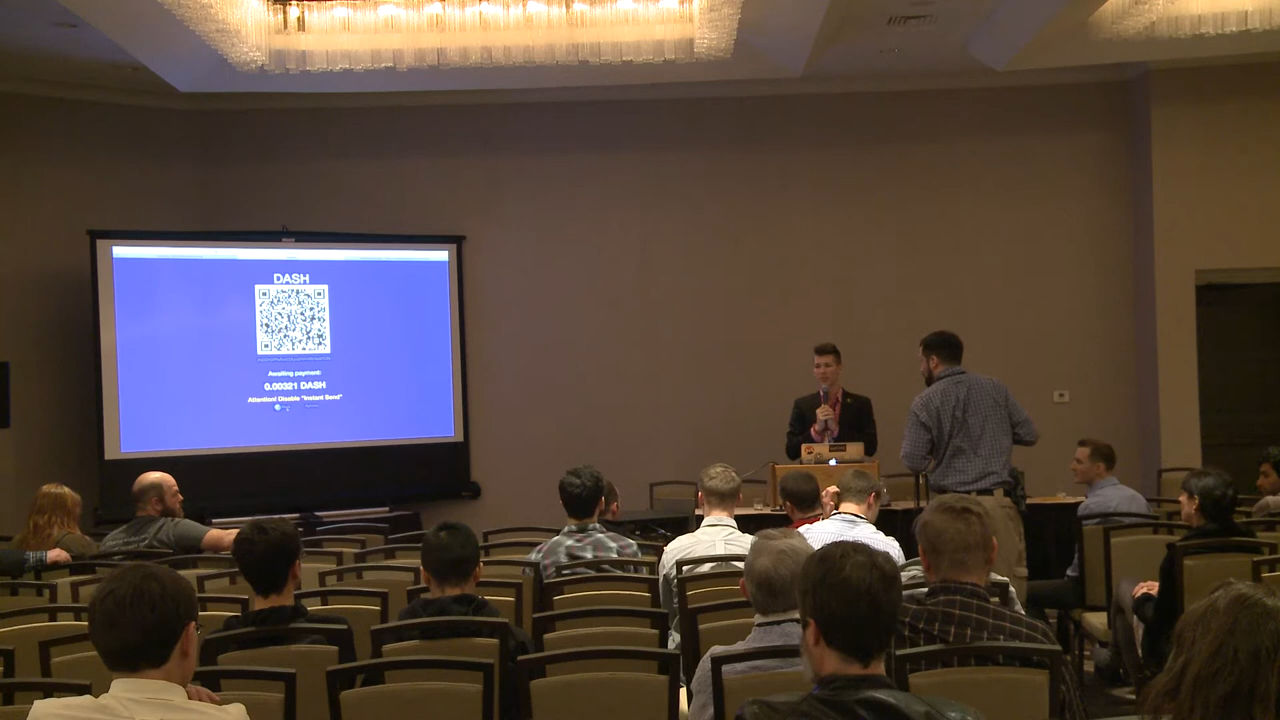 DASH
Awaiting payment:
0.00321 DASH
Attention! Disable "Instant Send"